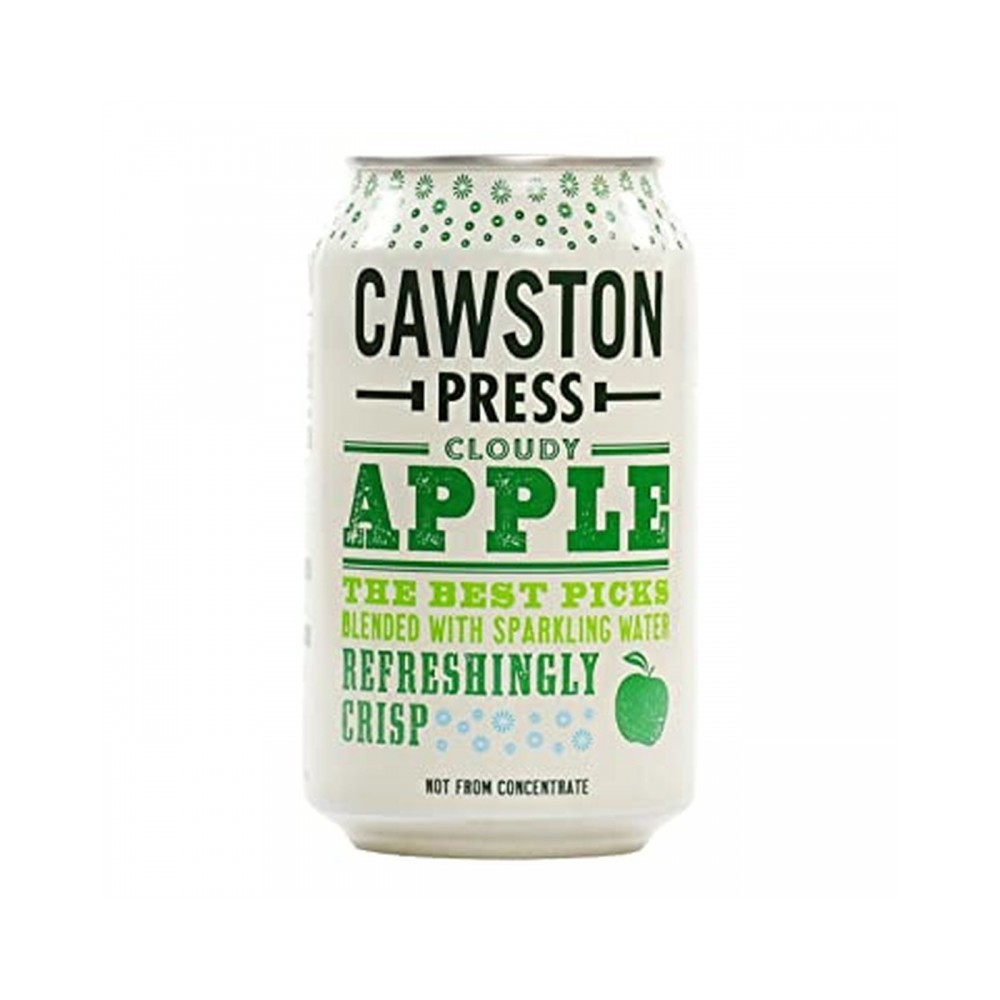 CAWSTON
PRESS
CLOUDY
APPLE
THE BEST PICKS
BLENDED WITH SPARKLING WATER
REFRESHINGLY
CRISP
NOT FROM CONCENTRATE